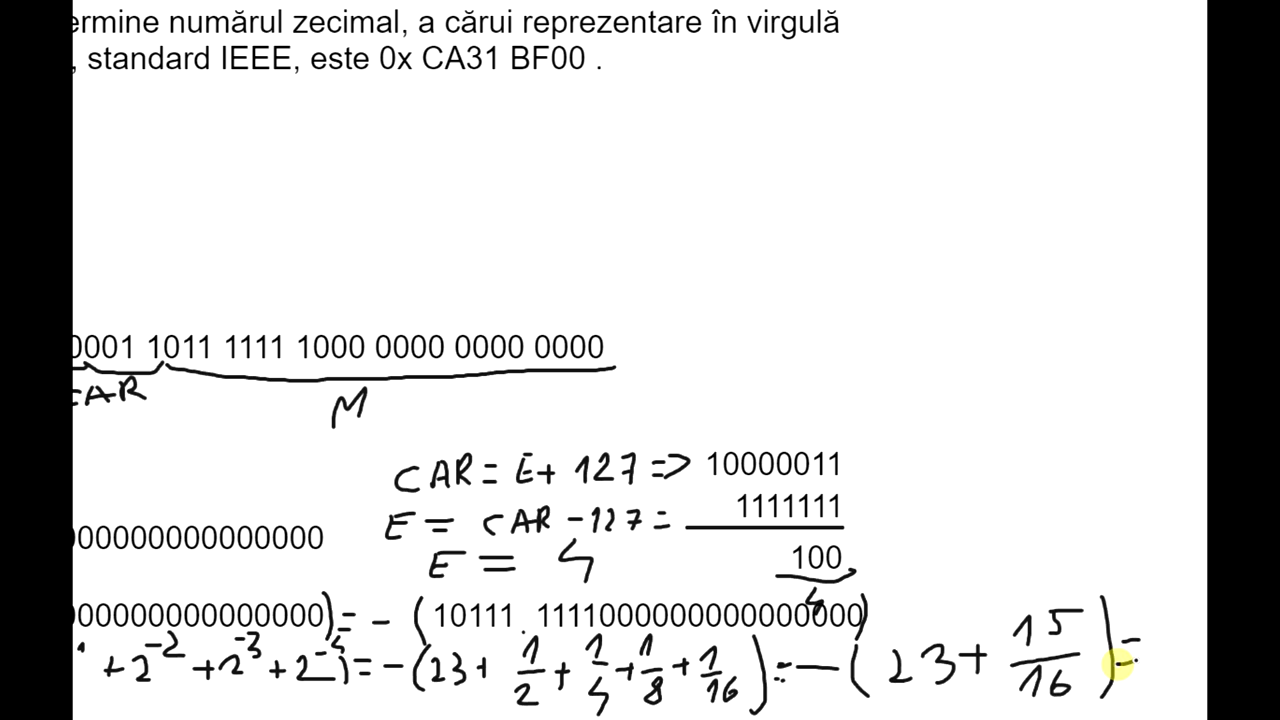 ermine numărul zecimal, a cărui reprezentare în virgulă
, standard IEEE, este 0x CA31 BF00 .
0001 1011 1111 1000 0000 0000 0000
CAR
M
CAR = E + 127 => 10000011
1111111
E = CAR - 127 =
000000000000000 100
E = 4
4
000000000000000) = - ( 10111 . 1111000000000000000)
+ 2^-2 + 2^-3 + 2^-4) = - (23 + 1/2 + 1/4 + 1/8 + 1/16) = - (23 + 15/16) =